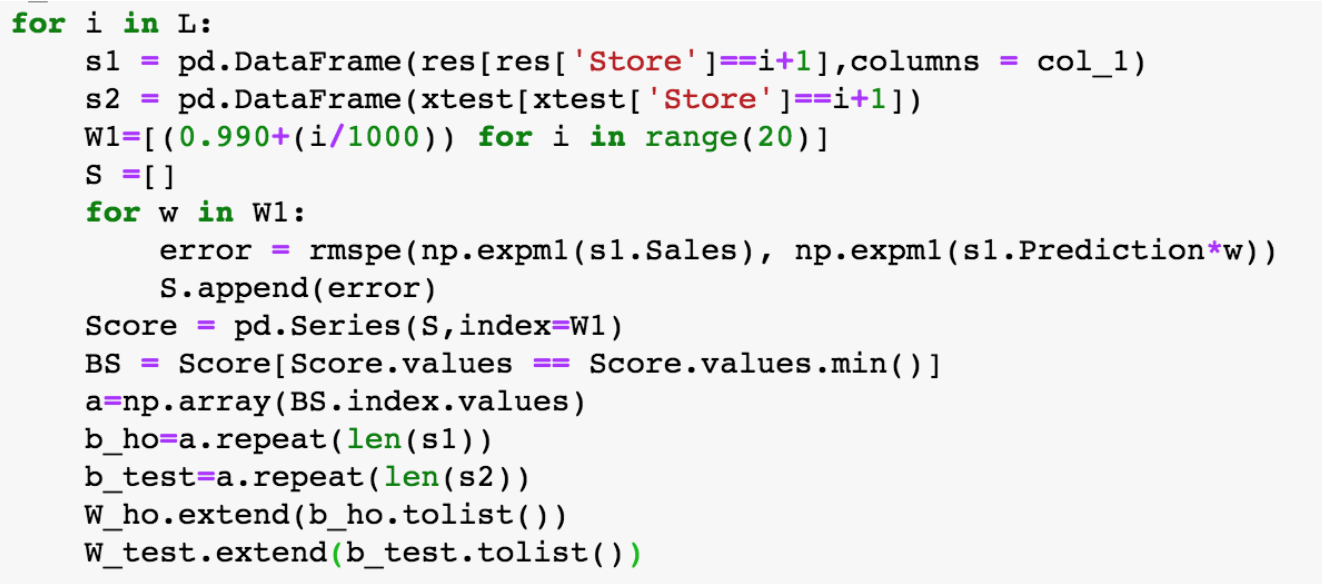 for i in L:
    s1 = pd.DataFrame(res[res['Store']==i+1],columns = col_1)
    s2 = pd.DataFrame(xtest[xtest['Store']==i+1])
    W1=[(0.990+(i/1000)) for i in range(20)]
    S =[]
    for w in W1:
        error = rmspe(np.expm1(s1.Sales), np.expm1(s1.Prediction*w))
        S.append(error)
    Score = pd.Series(S,index=W1)
    BS = Score[Score.values == Score.values.min()]
    a=np.array(BS.index.values)
    b_ho=a.repeat(len(s1))
    b_test=a.repeat(len(s2))
    W_ho.extend(b_ho.tolist())
    W_test.extend(b_test.tolist())